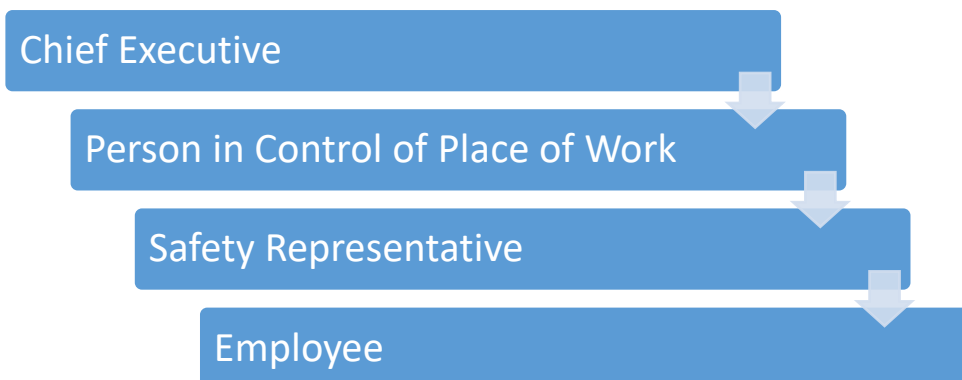 Chief Executive
Person in Control of Place of Work
Safety Representative
Employee